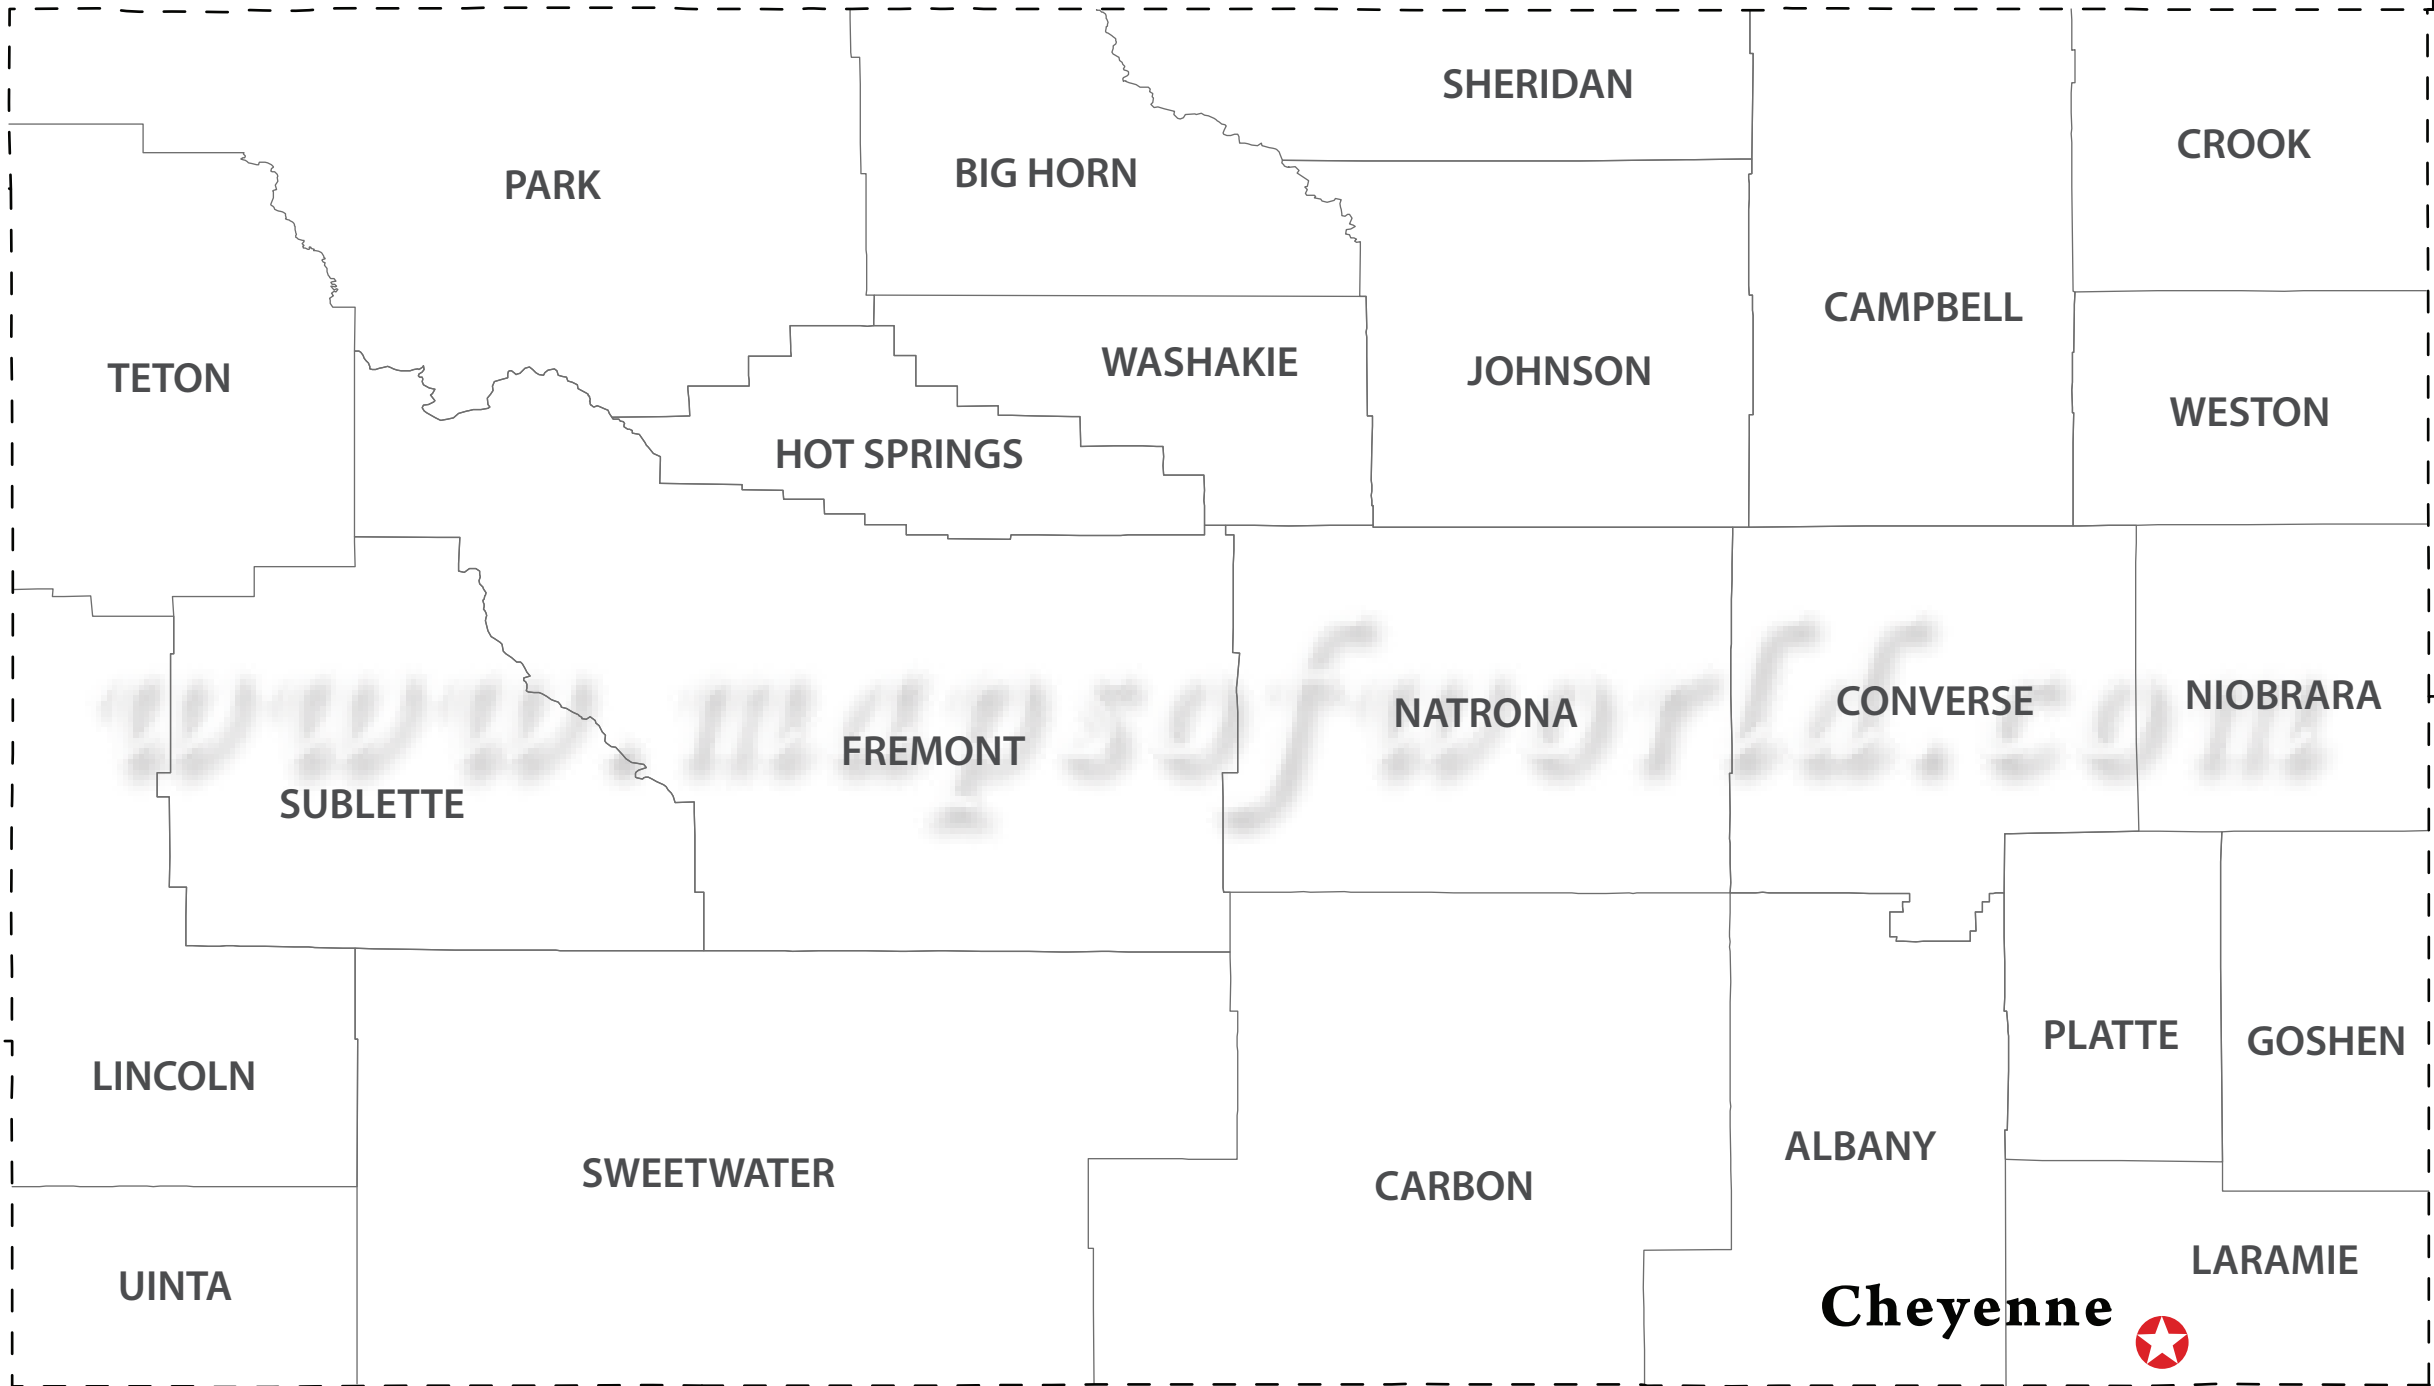 SHERIDAN
CROOK
BIG HORN
PARK
CAMPBELL
WASHAKIE
JOHNSON
TETON
WESTON
HOT SPRINGS
www.mapsofworld.com
NIOBRARA
CONVERSE
NATRONA
FREMONT
SUBLETTE
PLATTE
GOSHEN
LINCOLN
ALBANY
SWEETWATER
CARBON
LARAMIE
UINTA
Cheyenne